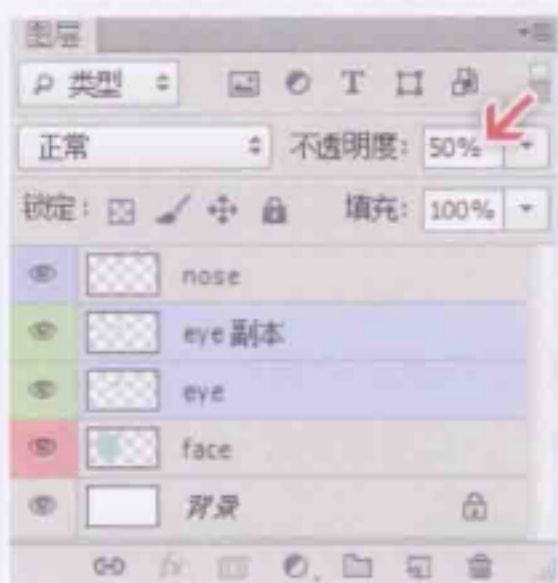 图层
类型 T
正常 不透明度: 50%
锁定: 填充: 100%
nose
eye 副本
eye
face
背景
fx